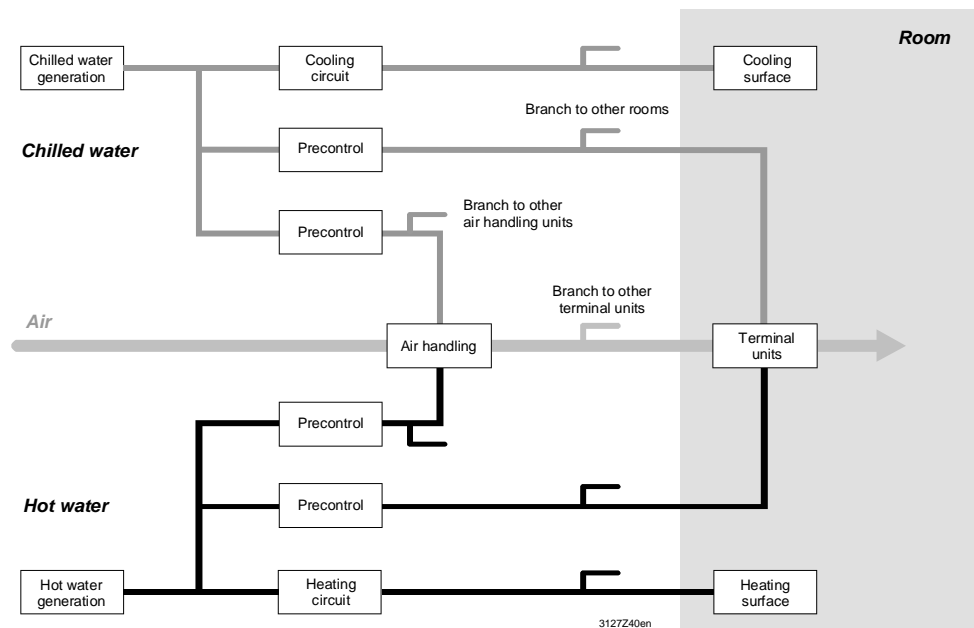 Room
Chilled water
generation
Cooling
circuit
Cooling
surface
Branch to other rooms
Chilled water
Precontrol
Branch to other
air handling units
Precontrol
Branch to other
terminal units
Air
Air handling
Terminal
units
Precontrol
Hot water
Precontrol
Hot water
generation
Heating
circuit
Heating
surface
3127Z40en